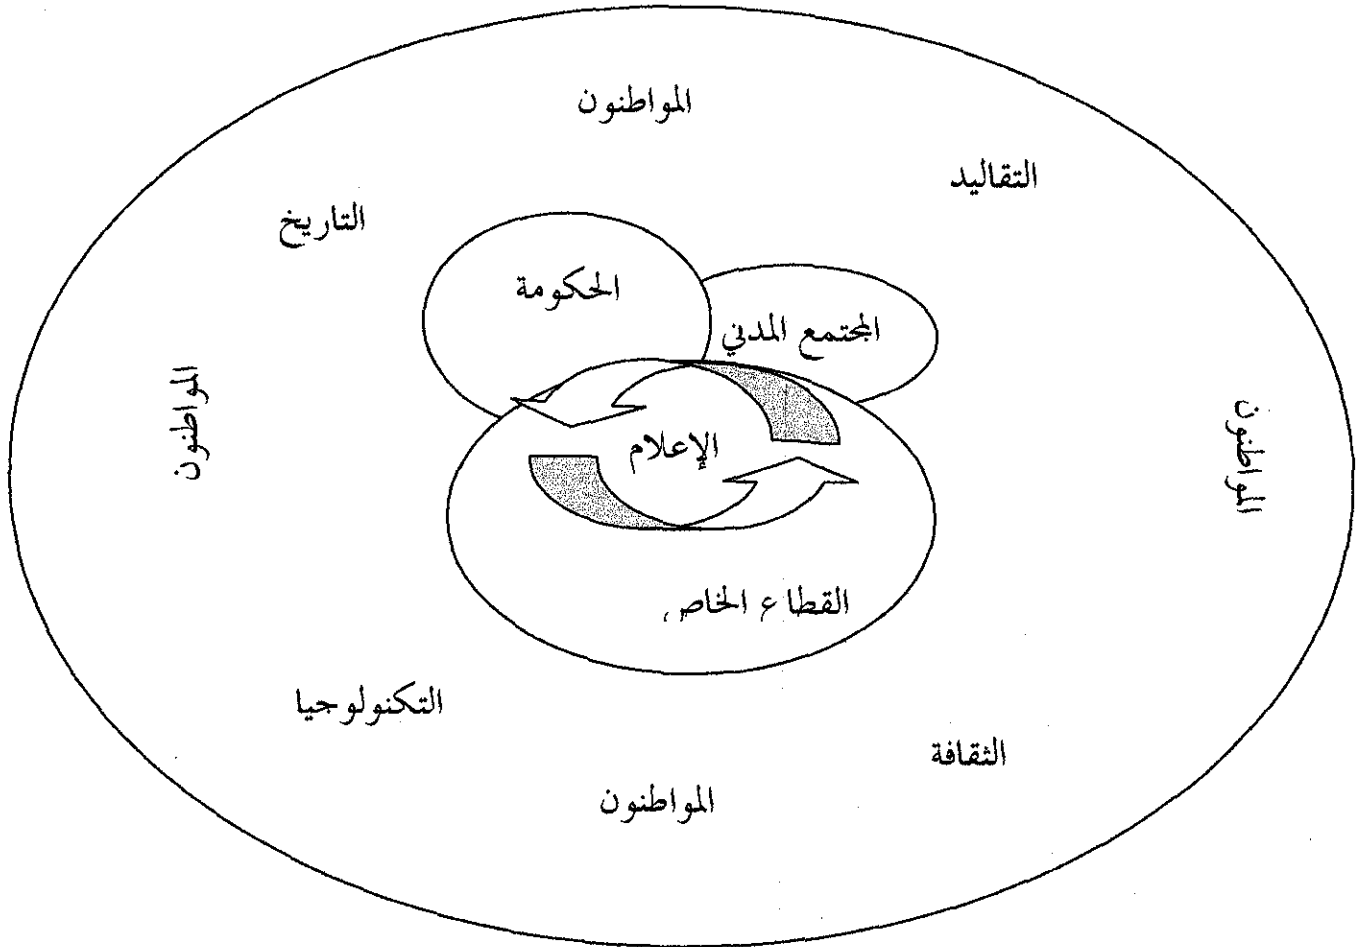 المواطنون
التقاليد
التاريخ
الحكومة
المجتمع المدني
المواطنون
المواطنون
الإعلام
القطاع الخاص
التكنولوجيا
الثقافة
المواطنون